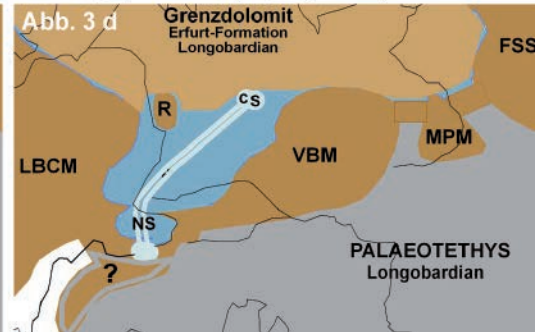 Abb. 3 d
Grenzdolomit
Erfurt-Formation
Longobardian
FSS
R
CS
LBCM
VBM
MPM
NS
?
PALAEOTETHYS
Longobardian